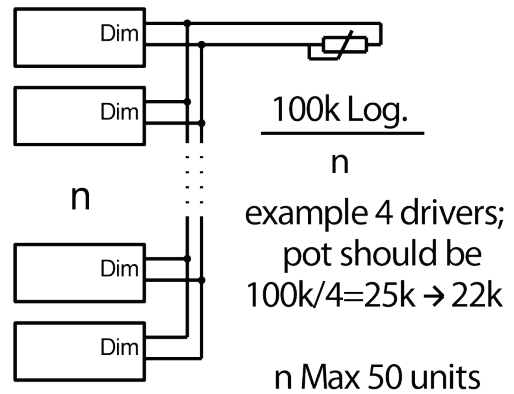 Dim
Dim
100k Log.
n
n
example 4 drivers;
pot should be
100k/4=25k → 22k
Dim
Dim
n Max 50 units